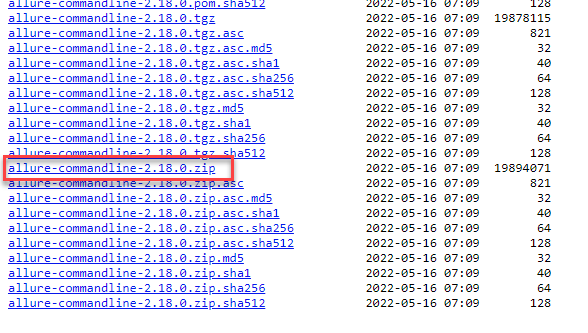 allure-commandline-2.18.0.pom.sha512 2022-05-16 07:09 128
allure-commandline-2.18.0.tgz 2022-05-16 07:09 19878115
allure-commandline-2.18.0.tgz.asc 2022-05-16 07:09 821
allure-commandline-2.18.0.tgz.asc.md5 2022-05-16 07:09 32
allure-commandline-2.18.0.tgz.asc.sha1 2022-05-16 07:09 40
allure-commandline-2.18.0.tgz.asc.sha256 2022-05-16 07:09 64
allure-commandline-2.18.0.tgz.asc.sha512 2022-05-16 07:09 128
allure-commandline-2.18.0.tgz.md5 2022-05-16 07:09 32
allure-commandline-2.18.0.tgz.sha1 2022-05-16 07:09 40
allure-commandline-2.18.0.tgz.sha256 2022-05-16 07:09 64
allure-commandline-2.18.0.tgz.sha512 2022-05-16 07:09 128
allure-commandline-2.18.0.zip 2022-05-16 07:09 19894071
allure-commandline-2.18.0.zip.asc 2022-05-16 07:09 821
allure-commandline-2.18.0.zip.asc.md5 2022-05-16 07:09 32
allure-commandline-2.18.0.zip.asc.sha1 2022-05-16 07:09 40
allure-commandline-2.18.0.zip.asc.sha256 2022-05-16 07:09 64
allure-commandline-2.18.0.zip.asc.sha512 2022-05-16 07:09 128
allure-commandline-2.18.0.zip.md5 2022-05-16 07:09 32
allure-commandline-2.18.0.zip.sha1 2022-05-16 07:09 40
allure-commandline-2.18.0.zip.sha256 2022-05-16 07:09 64
allure-commandline-2.18.0.zip.sha512 2022-05-16 07:09 128